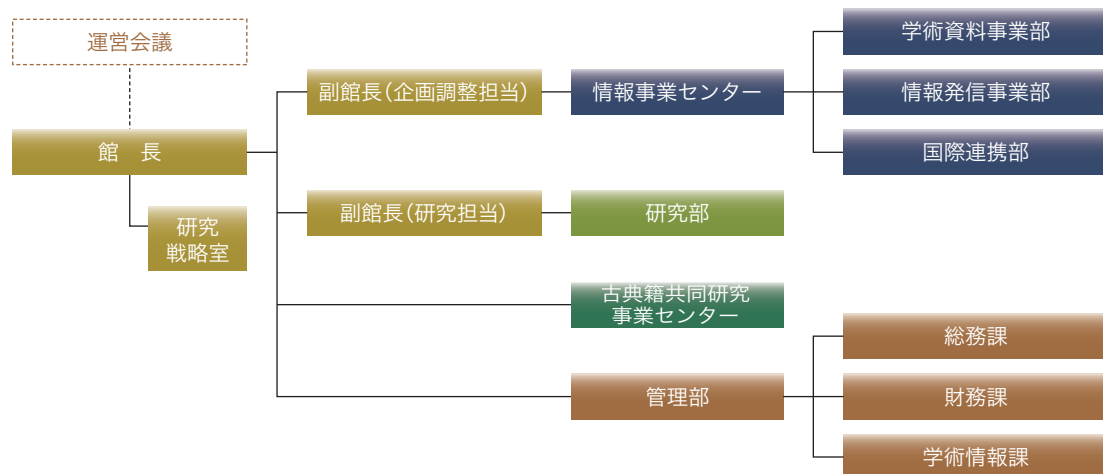 運営会議
館　長
研究
戦略室
副館長(企画調整担当)
情報事業センター
学術資料事業部
情報発信事業部
国際連携部
副館長(研究担当)
研究部
古典籍共同研究
事業センター
管理部
総務課
財務課
学術情報課